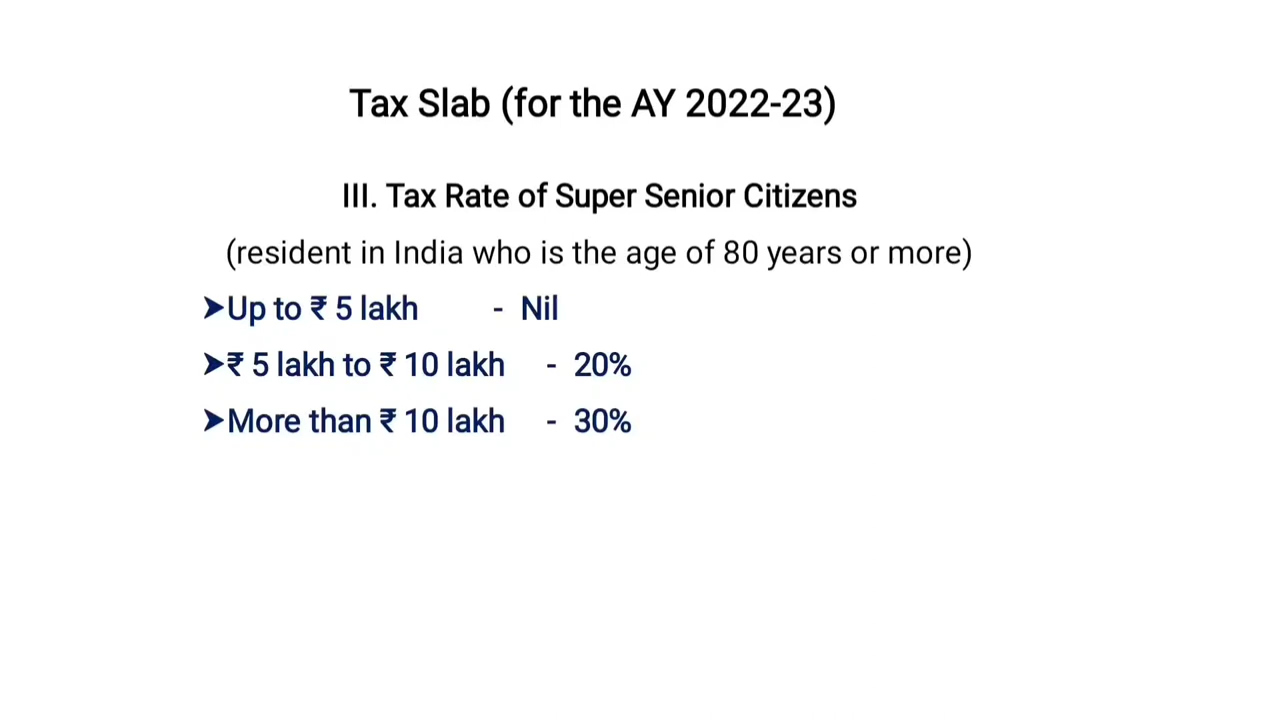 Tax Slab (for the AY 2022-23)
III. Tax Rate of Super Senior Citizens
(resident in India who is the age of 80 years or more)
➤Up to ₹ 5 lakh - Nil
➤₹ 5 lakh to ₹ 10 lakh - 20%
➤More than ₹ 10 lakh - 30%